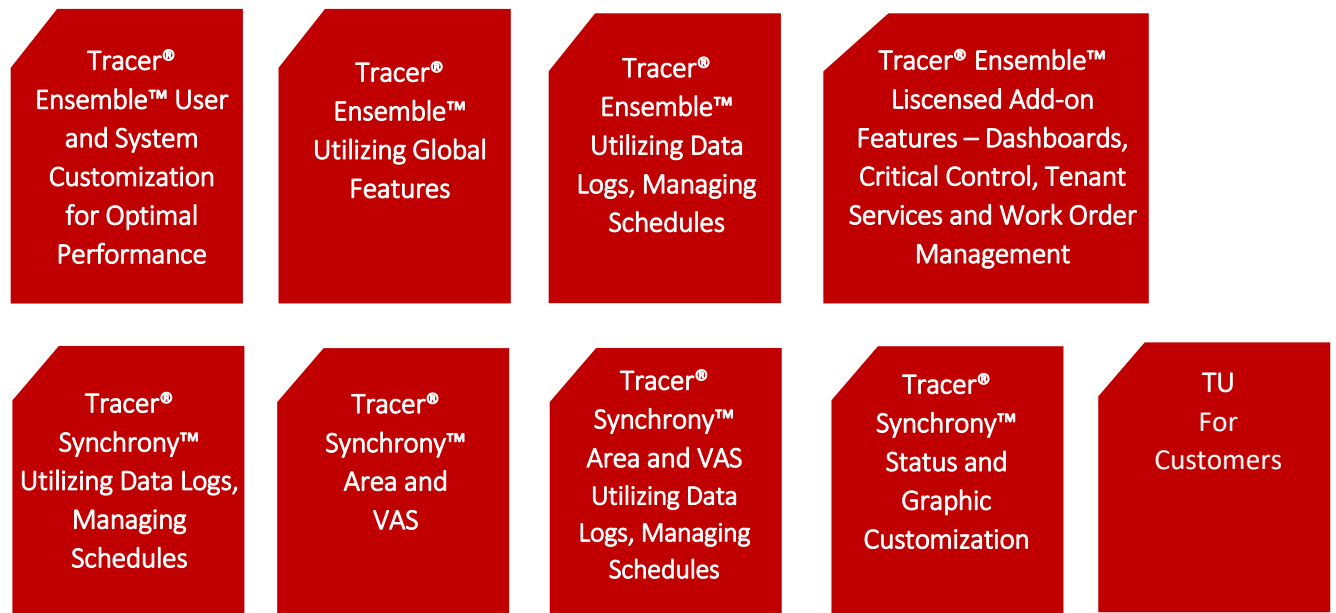 Tracer®
Ensemble™ User
and System
Customization
for Optimal
Performance
Tracer®
Ensemble™
Utilizing Global
Features
Tracer®
Ensemble™
Utilizing Data
Logs, Managing
Schedules
Tracer® Ensemble™
Liscensed Add-on
Features – Dashboards,
Critical Control, Tenant
Services and Work Order
Management
Tracer®
Synchrony™
Utilizing Data Logs,
Managing
Schedules
Tracer®
Synchrony™
Area and
VAS
Tracer®
Synchrony™
Area and VAS
Utilizing Data
Logs, Managing
Schedules
Tracer®
Synchrony™
Status and
Graphic
Customization
TU
For
Customers